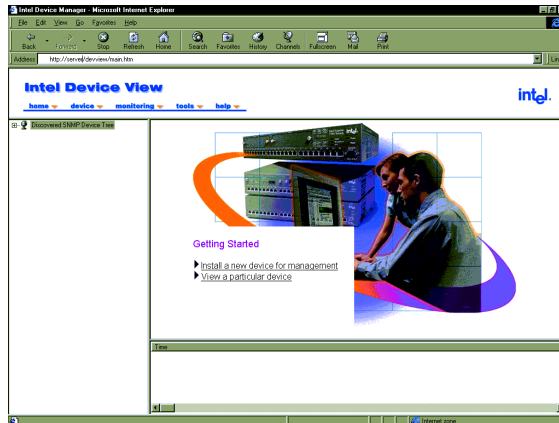 Intel Device Manager - Microsoft Internet Explorer
File Edit View Go Favorites Help
Back Forward Stop Refresh Home Search Favorites History Channels Fullscreen Mail Print
Address http://server/devview/main.htm
Intel Device View
intel.
home device monitoring tools help
Discovered SNMP Device Tree
Getting Started
Install a new device for management
View a particular device
Time
Internet zone